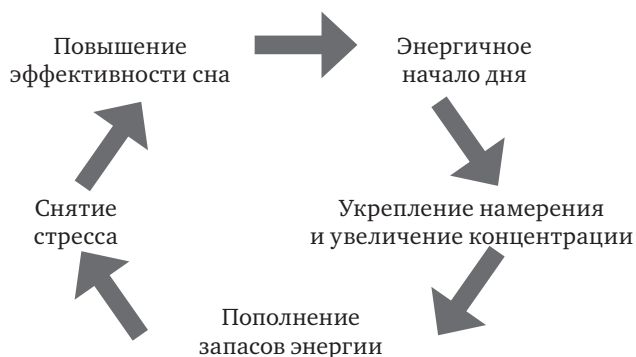 Повышение
эффективности сна
Энергичное
начало дня
Укрепление намерения
и увеличение концентрации
Пополнение
запасов энергии
Снятие
стресса